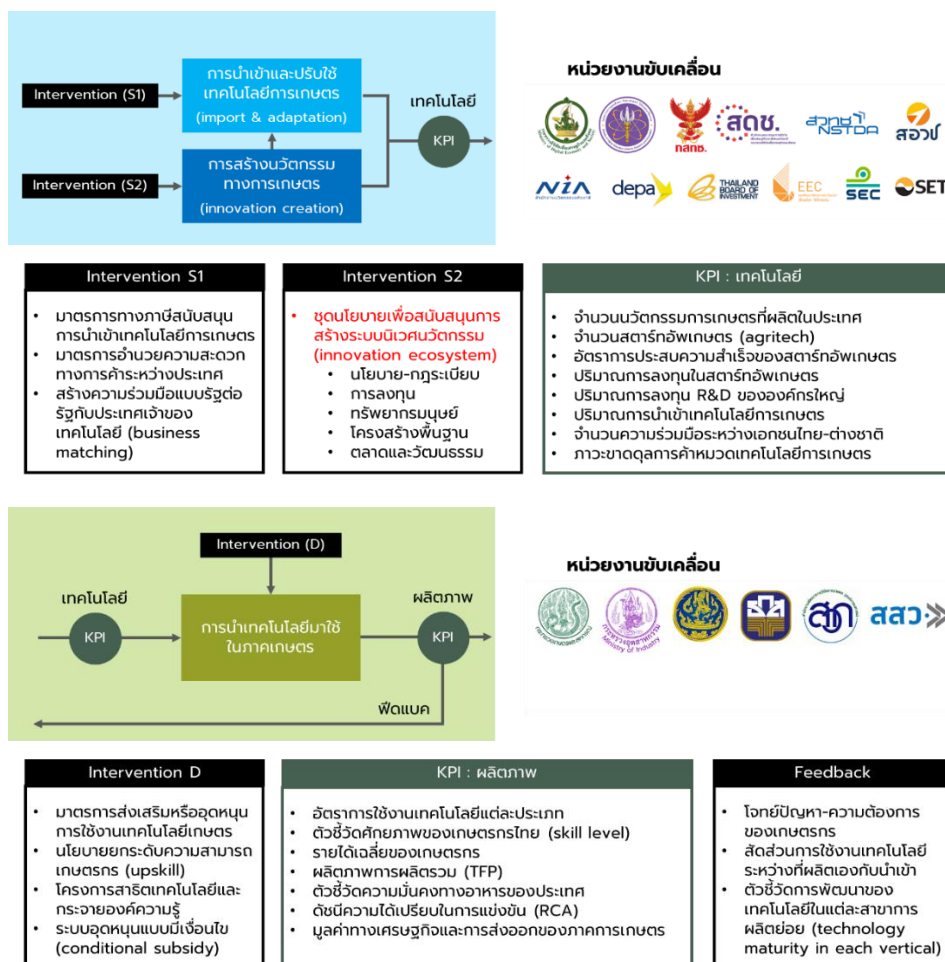 การนำเข้าและปรับใช้
เทคโนโลยีการเกษตร
(import & adaptation)
Intervention (S1)
เทคโนโลยี
KPI
การสร้างนวัตกรรม
ทางการเกษตร
(innovation creation)
Intervention (S2)
หน่วยงานขับเคลื่อน
กสทช.
สดช.
สวทช
NSTDA
สอวช
NIA
depa
THAILAND
BOARD OF
INVESTMENT
EEC
SEC
SET
Intervention S1
• มาตรการทางภาษีสนับสนุน
การนำเข้าเทคโนโลยีการเกษตร
• มาตรการอำนวยความสะดวก
ทางการค้าระหว่างประเทศ
• สร้างความร่วมมือแบบรัฐต่อ
รัฐกับประเทศเจ้าของ
เทคโนโลยี (business
matching)
Intervention S2
• ชุดนโยบายเพื่อสนับสนุนการ
สร้างระบบนิเวศนวัตกรรม
(innovation ecosystem)
• นโยบาย-กฎระเบียบ
• การลงทุน
• ทรัพยากรมนุษย์
• โครงสร้างพื้นฐาน
• ตลาดและวัฒนธรรม
KPI : เทคโนโลยี
• จำนวนนวัตกรรมการเกษตรที่ผลิตในประเทศ
• จำนวนสตาร์ทอัพเกษตร (agritech)
• อัตราการประสบความสำเร็จของสตาร์ทอัพเกษตร
• ปริมาณการลงทุนในสตาร์ทอัพเกษตร
• ปริมาณการลงทุน R&D ขององค์กรใหญ่
• ปริมาณการนำเข้าเทคโนโลยีการเกษตร
• จำนวนความร่วมมือระหว่างเอกชนไทย-ต่างชาติ
• ภาวะขาดดุลการค้าหมวดเทคโนโลยีการเกษตร
Intervention (D)
เทคโนโลยี
KPI
การนำเทคโนโลยีมาใช้
ในภาคเกษตร
ผลิตภาพ
KPI
ฟีดแบค
หน่วยงานขับเคลื่อน
กระทรวงอุตสาหกรรม
Ministry of Industry
สสว
Intervention D
• มาตรการส่งเสริมหรืออุดหนุน
การใช้งานเทคโนโลยีเกษตร
• นโยบายยกระดับความสามารถ
เกษตรกร (upskill)
• โครงการสาธิตเทคโนโลยีและ
กระจายองค์ความรู้
• ระบบอุดหนุนแบบมีเงื่อนไข
(conditional subsidy)
KPI : ผลิตภาพ
• อัตราการใช้งานเทคโนโลยีแต่ละประเภท
• ตัวชี้วัดศักยภาพของเกษตรกรไทย (skill level)
• รายได้เฉลี่ยของเกษตรกร
• ผลิตภาพการผลิตรวม (TFP)
• ตัวชี้วัดความมั่นคงทางอาหารของประเทศ
• ดัชนีความได้เปรียบในการแข่งขัน (RCA)
• มูลค่าทางเศรษฐกิจและการส่งออกของภาคการเกษตร
Feedback
• โจทย์ปัญหา-ความต้องการ
ของเกษตรกร
• สัดส่วนการใช้งานเทคโนโลยี
ระหว่างที่ผลิตเองกับนำเข้า
• ตัวชี้วัดการพัฒนาของ
เทคโนโลยีในแต่ละสาขาการ
ผลิตย่อย (technology
maturity in each vertical)